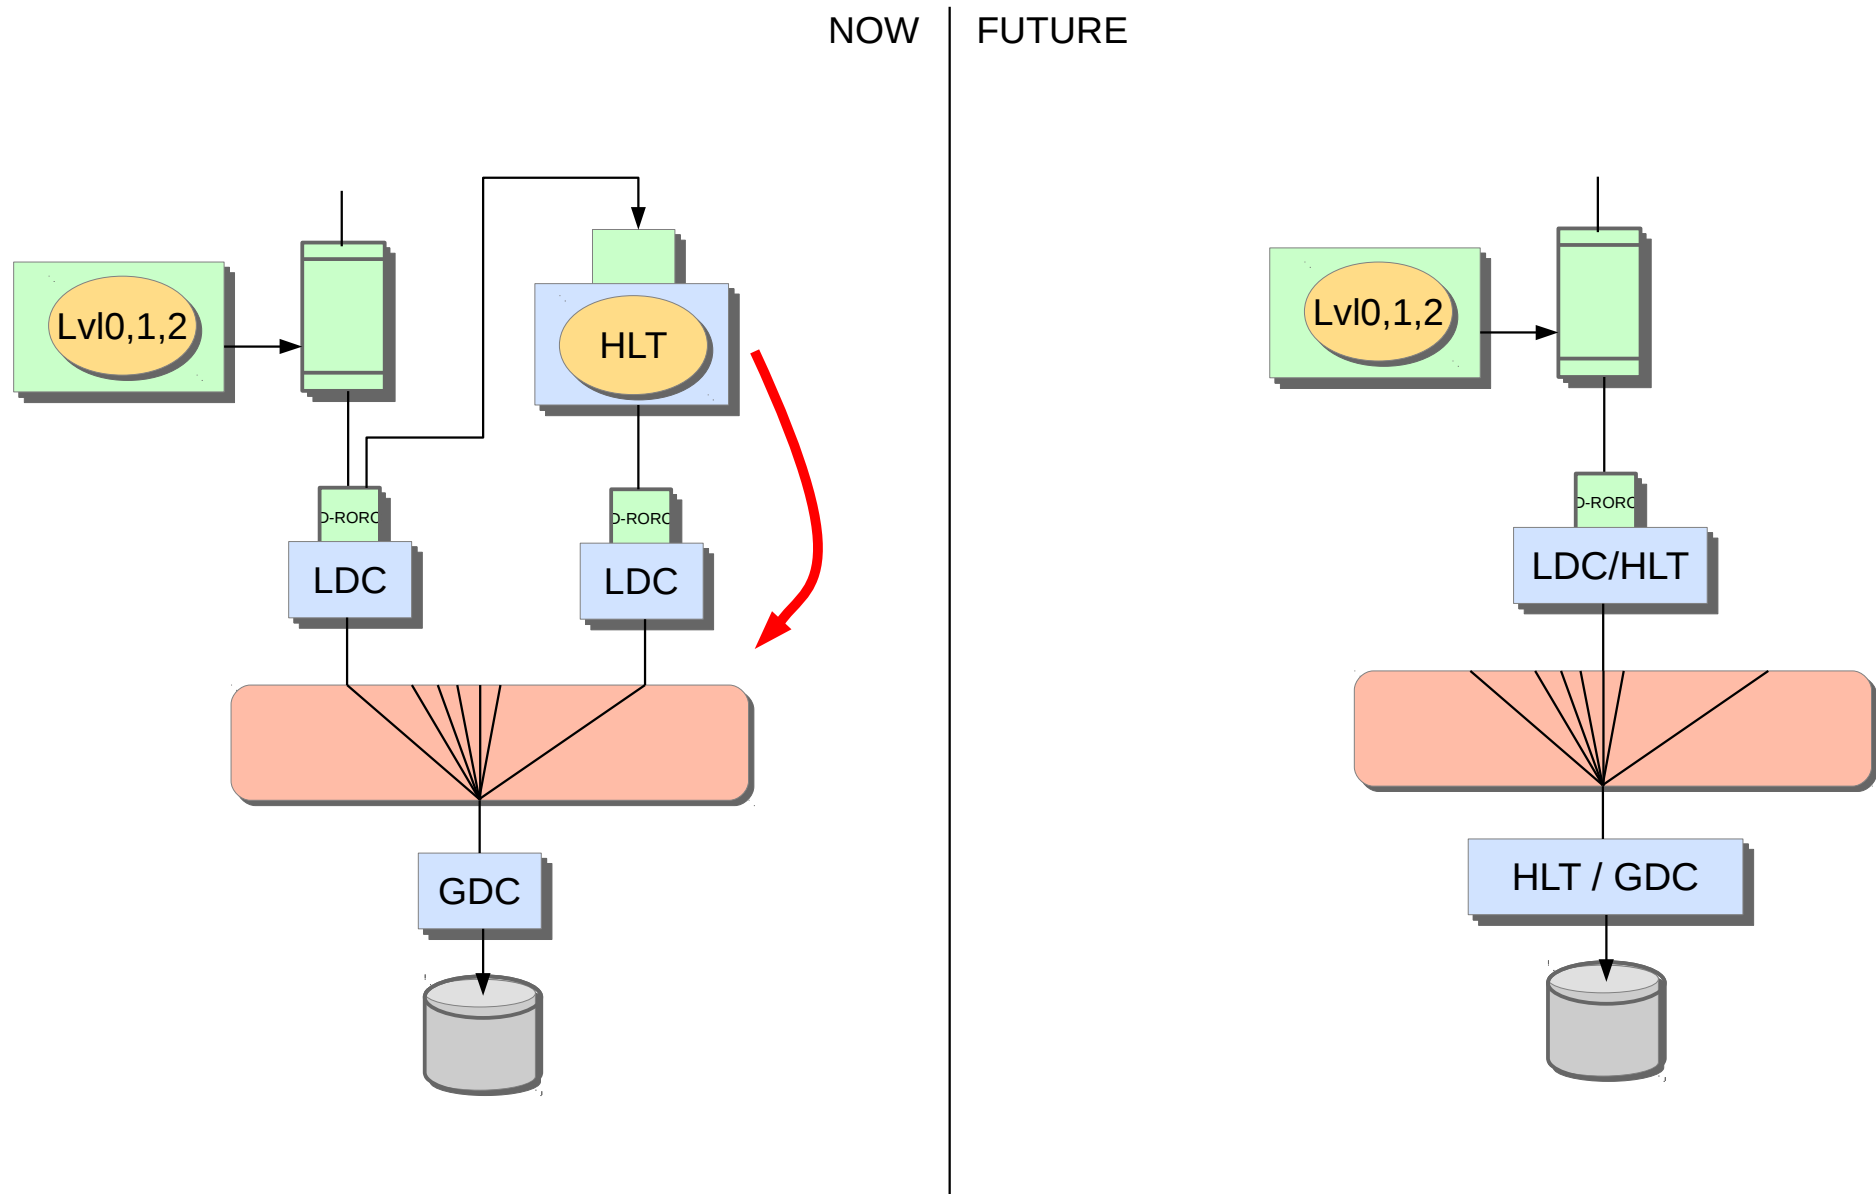 NOW
FUTURE
Lvl0,1,2
HLT
D-RORC
LDC
D-RORC
LDC
GDC
Lvl0,1,2
D-RORC
LDC/HLT
HLT / GDC